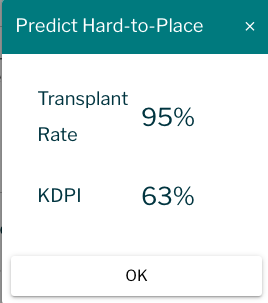 Predict Hard-to-Place ×
Transplant
Rate
95%
KDPI 63%
OK